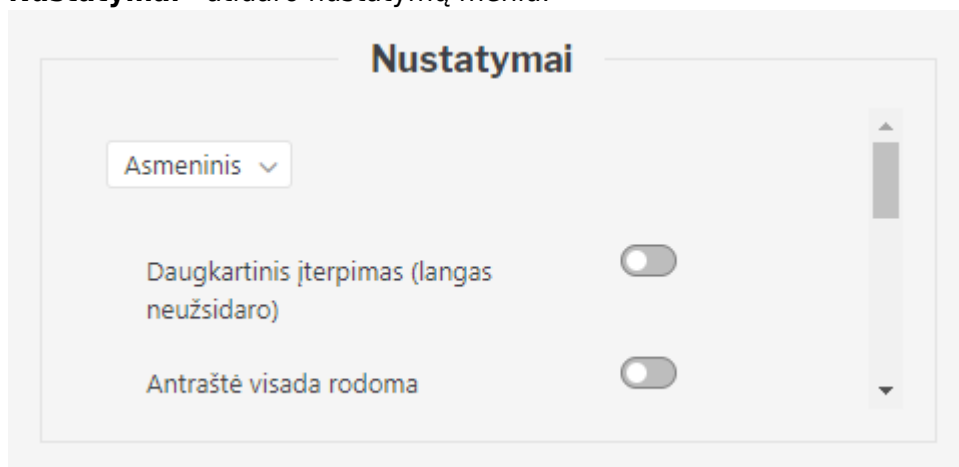 Nustatymai
Asmeninis
Daugkartinis įterpimas (langas
neužsidaro)
Antraštė visada rodoma